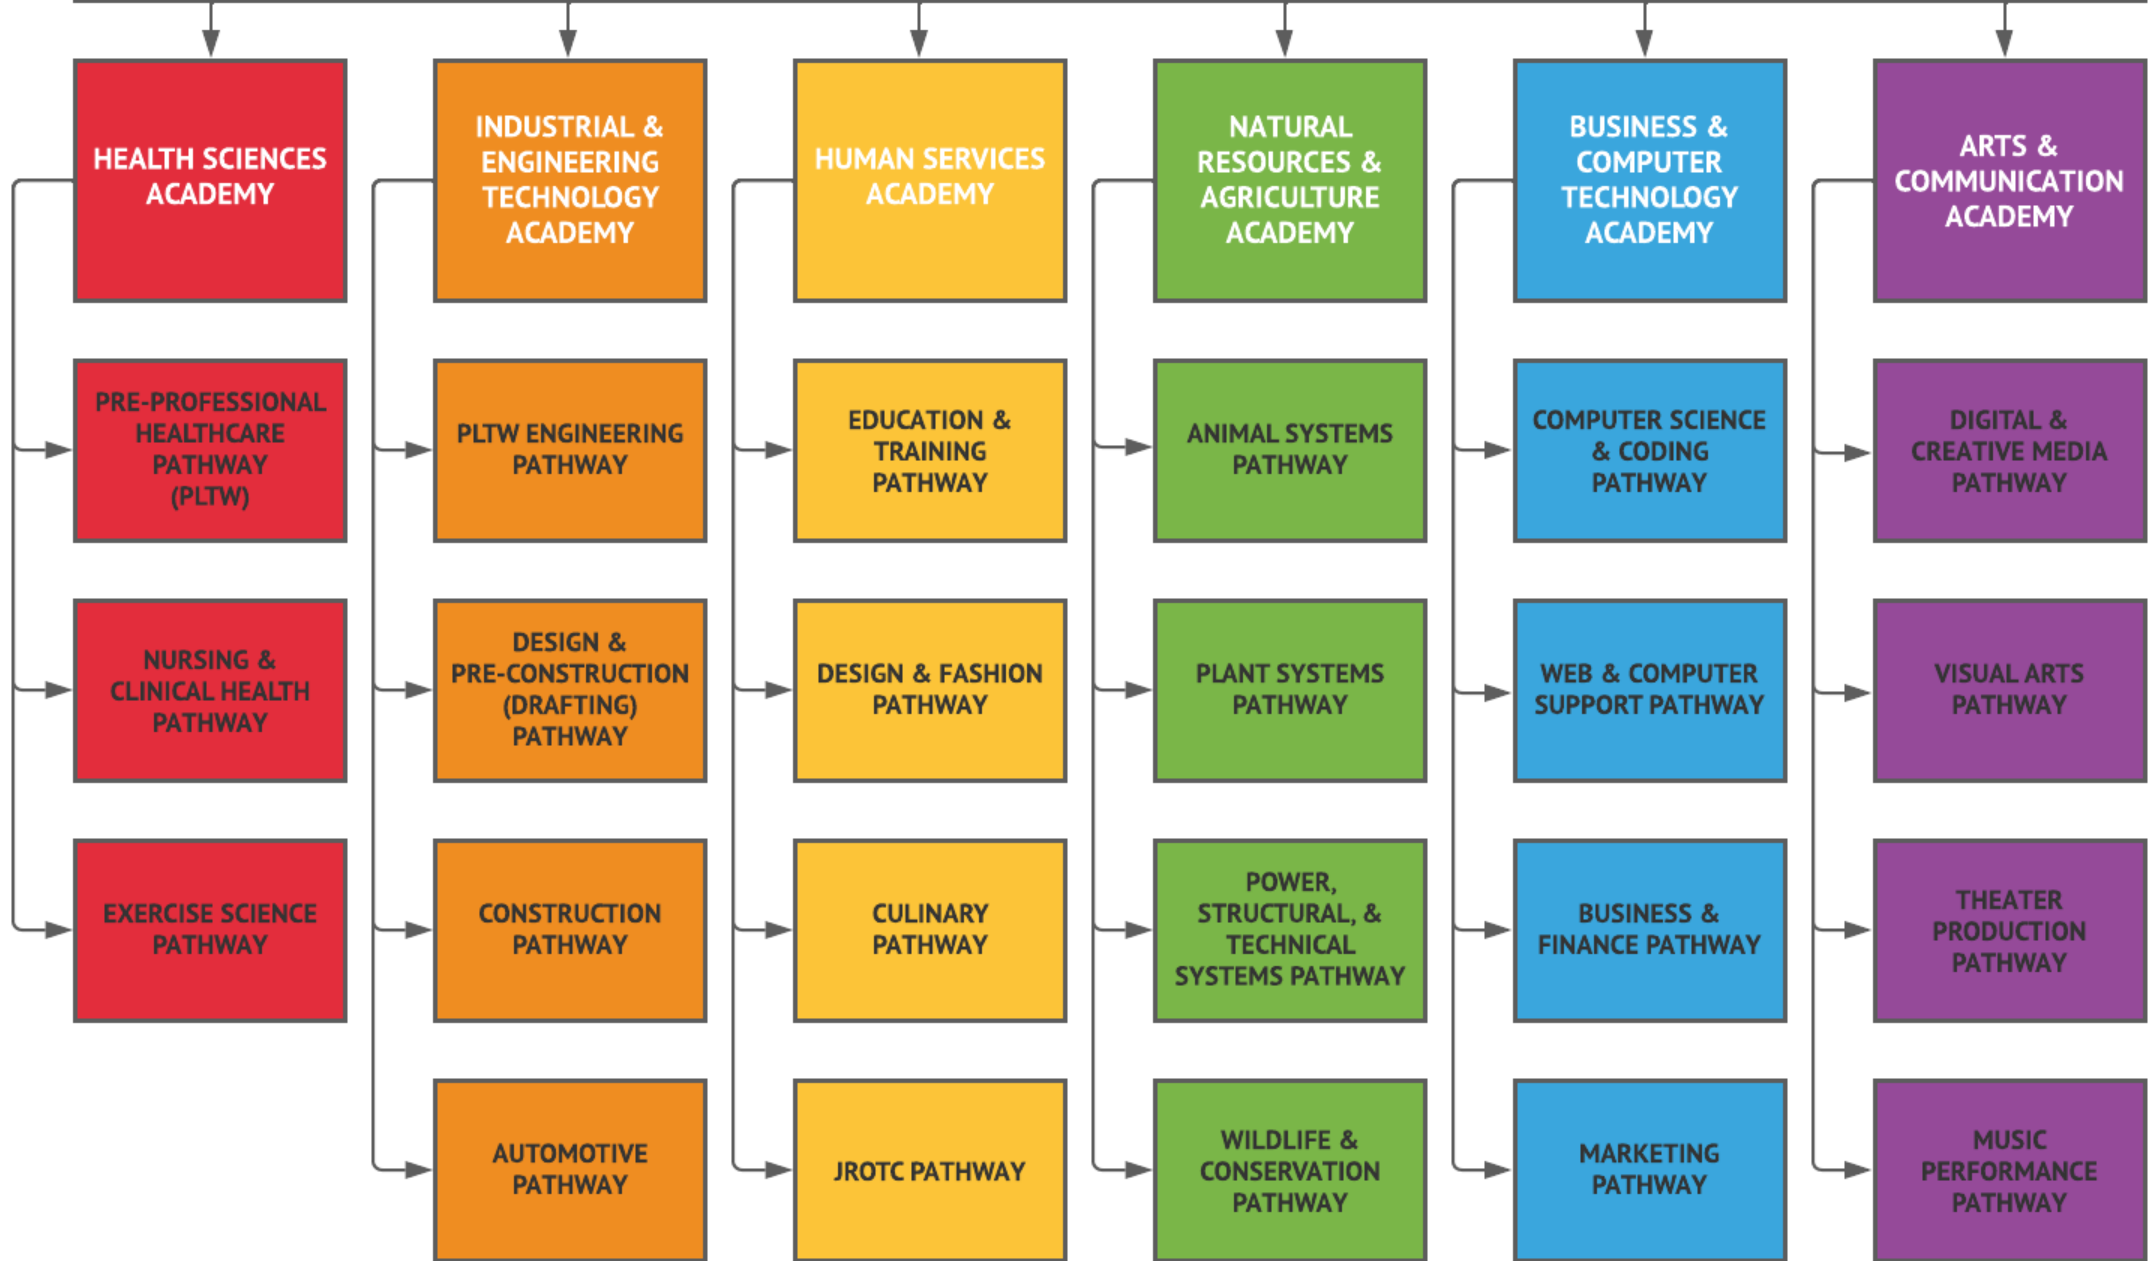 HEALTH SCIENCES
ACADEMY
INDUSTRIAL &
ENGINEERING
TECHNOLOGY
ACADEMY
HUMAN SERVICES
ACADEMY
NATURAL
RESOURCES &
AGRICULTURE
ACADEMY
BUSINESS &
COMPUTER
TECHNOLOGY
ACADEMY
ARTS &
COMMUNICATION
ACADEMY
PRE-PROFESSIONAL
HEALTHCARE
PATHWAY
(PLTW)
PLTW ENGINEERING
PATHWAY
EDUCATION &
TRAINING
PATHWAY
ANIMAL SYSTEMS
PATHWAY
COMPUTER SCIENCE
& CODING
PATHWAY
DIGITAL &
CREATIVE MEDIA
PATHWAY
NURSING &
CLINICAL HEALTH
PATHWAY
DESIGN &
PRE-CONSTRUCTION
(DRAFTING)
PATHWAY
DESIGN & FASHION
PATHWAY
PLANT SYSTEMS
PATHWAY
WEB & COMPUTER
SUPPORT PATHWAY
VISUAL ARTS
PATHWAY
EXERCISE SCIENCE
PATHWAY
CONSTRUCTION
PATHWAY
CULINARY
PATHWAY
POWER,
STRUCTURAL, &
TECHNICAL
SYSTEMS PATHWAY
BUSINESS &
FINANCE PATHWAY
THEATER
PRODUCTION
PATHWAY
AUTOMOTIVE
PATHWAY
JROTC PATHWAY
WILDLIFE &
CONSERVATION
PATHWAY
MARKETING
PATHWAY
MUSIC
PERFORMANCE
PATHWAY